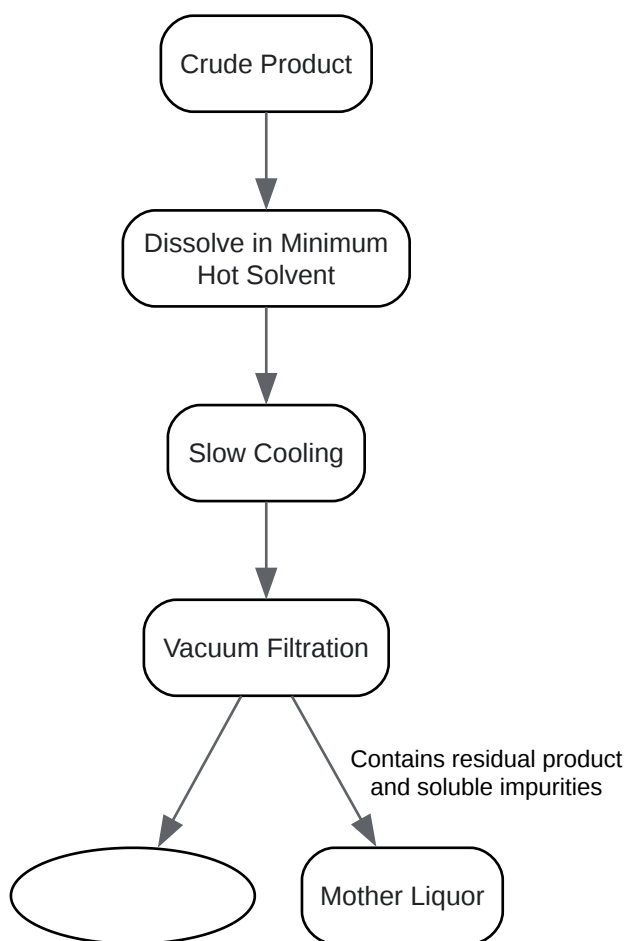 Crude Product
Dissolve in Minimum
Hot Solvent
Slow Cooling
Vacuum Filtration
Contains residual product
and soluble impurities
Mother Liquor